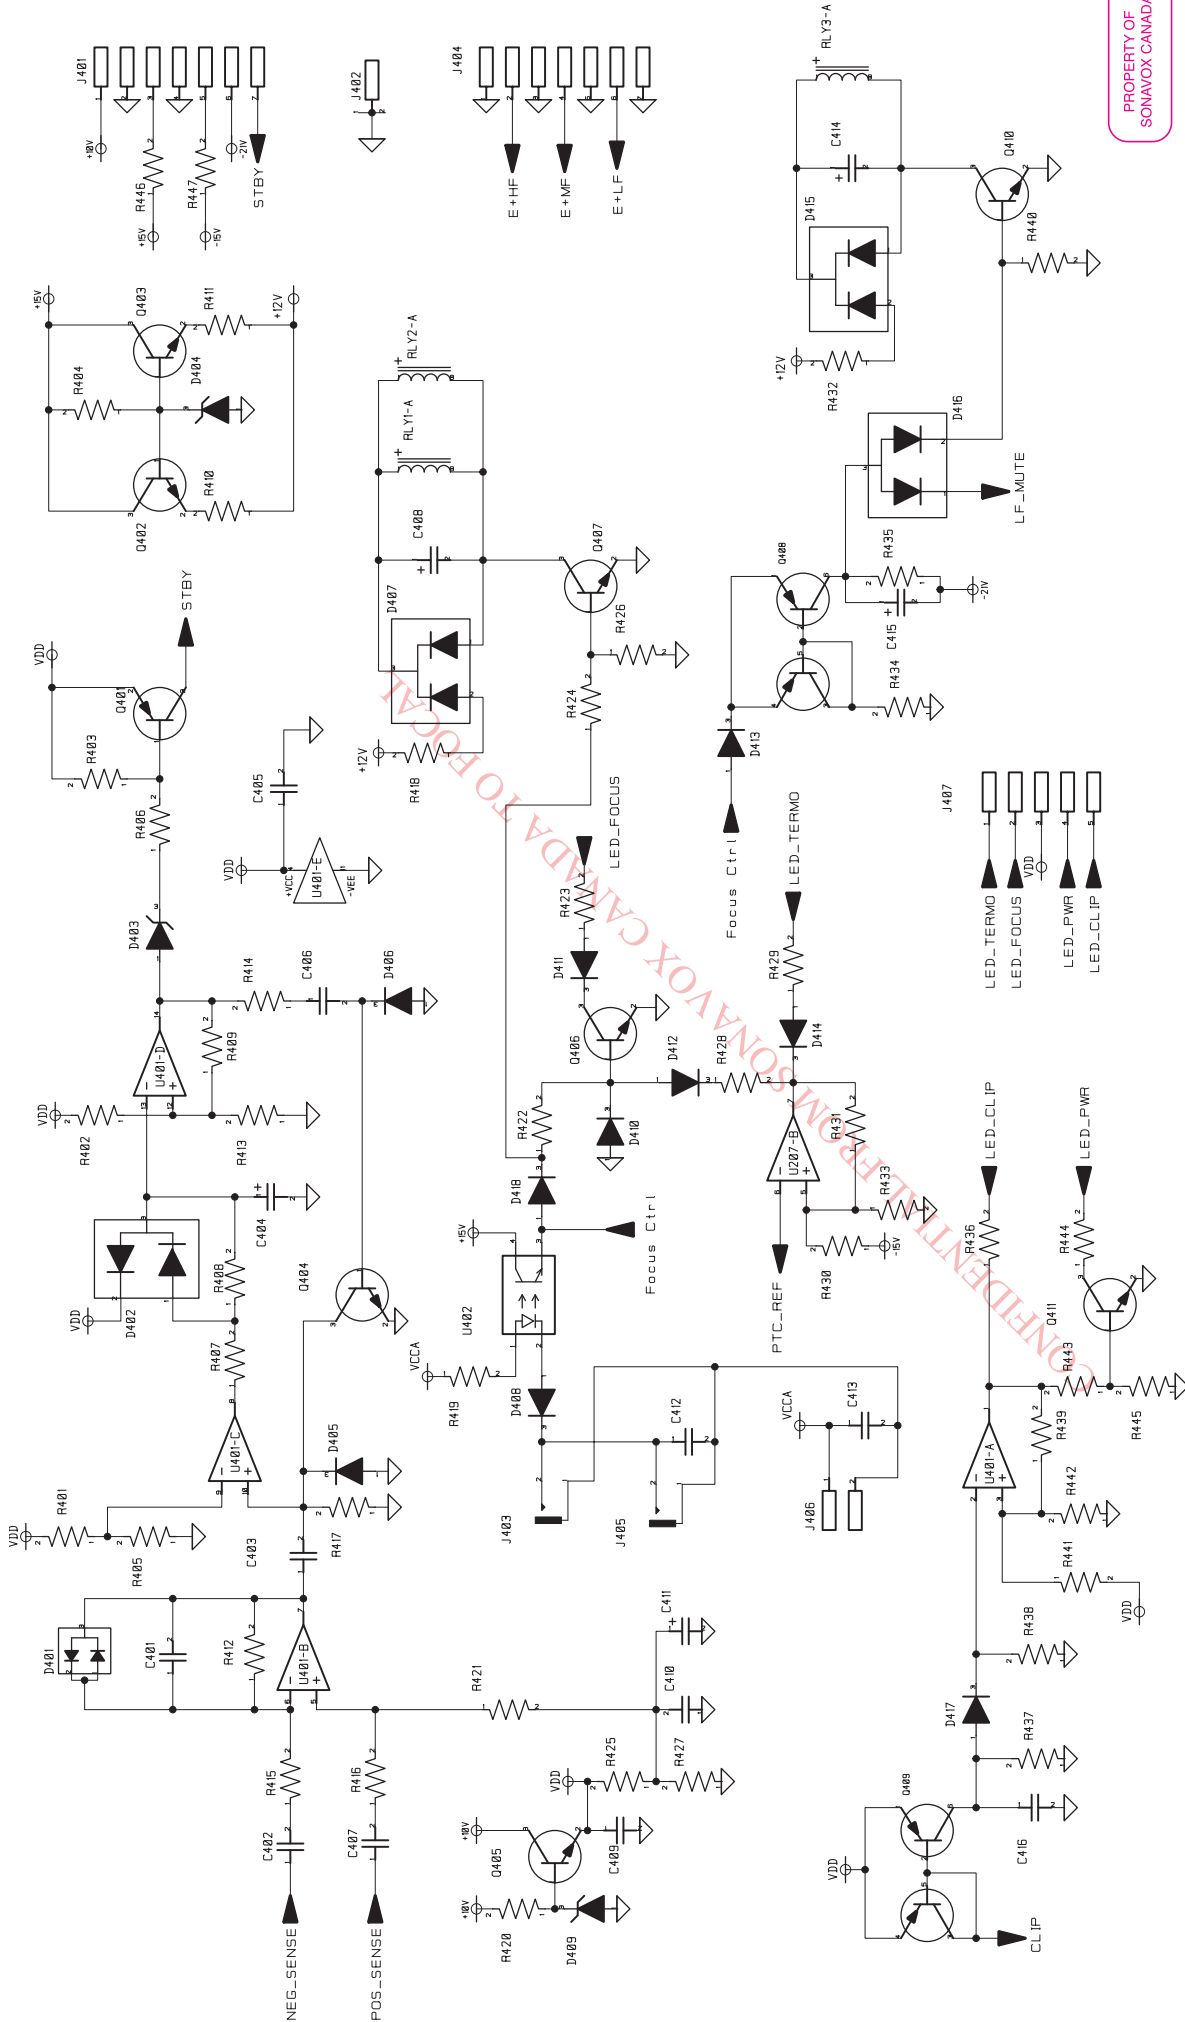 PROPERTY OF
SONAVOX CANADA
CONFIDENTIAL FROM SONAVOX CANADA TO FOCAL
NEG_SENSE
POS_SENSE
C402
R415
C407
R416
D401
C401
R412
U401-B
C403
R417
D405
VDD
R401
R405
U401-C
R407
R408
VDD
D402
C404
Q404
VDD
R402
R413
U401-D
R409
R414
C406
D406
D403
R406
R403
VDD
Q401
STBY
VDD
U401-E
+VCC
-VEE
C405
Q402
R410
R404
D404
Q403
R411
+15V
+12V
J401
+18V
R446
+15V
R447
-15V
-21V
STBY
J402
J404
E+HF
E+MF
E+LF
R421
C410
C411
R425
R427
VDD
+18V
Q405
C409
+18V
R420
D409
J403
D408
R419
VCCA
U402
+15V
D418
Focus Ctrl
R422
D410
Q406
D411
R423
LED_FOCUS
D412
R428
R424
R426
Q407
+12V
R418
D407
C408
RLY1-A
RLY2-A
J405
C412
VCCA
C413
J406
PTC_REF
U207-B
R430
-15V
R433
R431
D414
R429
LED_TERMO
Focus Ctrl
D413
Q408
R434
C415
R435
-21V
D416
LF_MUTE
+12V
R432
D415
C414
RLY3-A
Q410
R440
J407
LED_TERMO
LED_FOCUS
VDD
LED_PWR
LED_CLIP
CLIP
VDD
Q409
C416
R437
D417
R438
R441
VDD
R442
U401-A
R439
R443
R445
Q411
R444
LED_PWR
R436
LED_CLIP